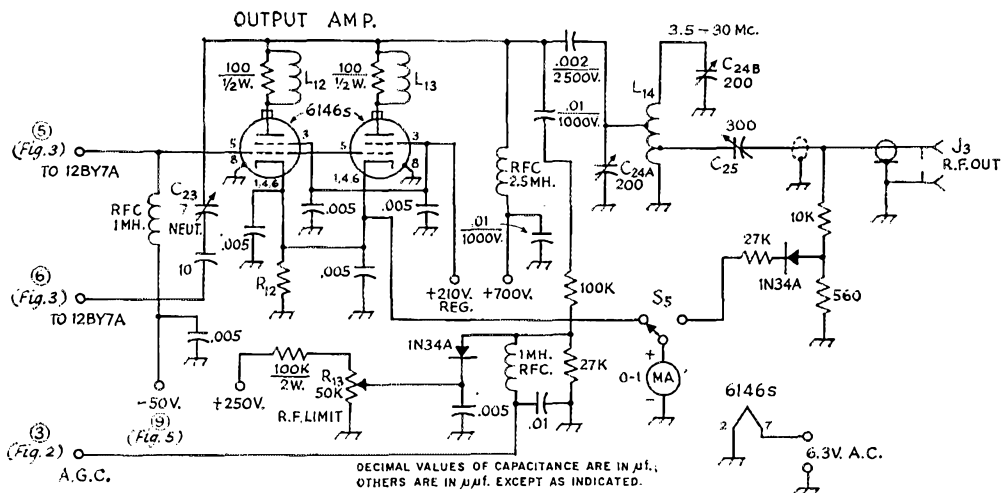 OUTPUT AMP.
100
1/2W.
L12
100
1/2W.
L13
6146s
5
3
8
1,4,6
5
3
8
1,4,6
.002
2500V.
.01
1000V.
3.5 – 30 MC.
C24B
200
L14
C24A
200
300
C25
J3
R.F. OUT
5
(Fig. 3)
TO 12BY7A
RFC
1MH.
C23
7
NEUT.
10
.005
R12
.005
.005
.005
RFC
2.5MH.
.01
1000V.
+210V.
REG.
+700V.
10K
27K
1N34A
560
6
(Fig. 3)
TO 12BY7A
.005
100K
S5
+
0-1
MA
-
1N34A
1MH.
RFC.
27K
-50V.
9
(Fig. 5)
+250V.
100K
2W.
R13
50K
R.F. LIMIT
.005
.01
6146s
2
7
6.3V. A.C.
3
(Fig. 2)
A.G.C.
DECIMAL VALUES OF CAPACITANCE ARE IN µf.;
OTHERS ARE IN µµf. EXCEPT AS INDICATED.